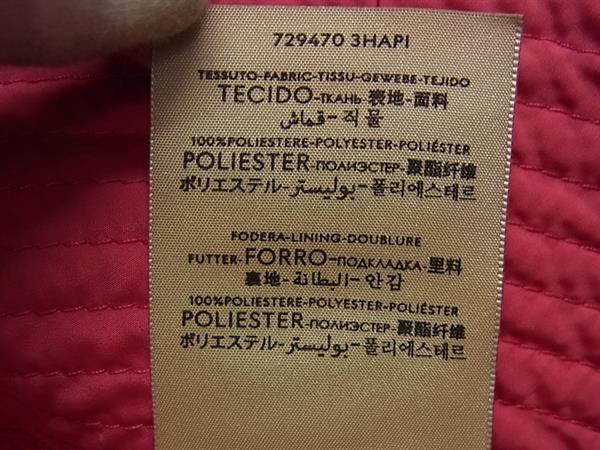 729470 3HAPI
TESSUTO-FABRIC-TISSU-GEWEBE-TEJIDO
TECIDO-ТКАНЬ 表地-面料
قماش-직물
100%POLIESTERE-POLYESTER-POLIÉSTER
POLIESTER-ПОЛИЭСТЕР-聚酯纤维
ポリエステル-بوليستر-폴리에스테르
FODERA-LINING-DOUBLURE
FUTTER-FORRO-ПОДКЛАДКА-里料
裏地-البطانة-안감
100%POLIESTERE-POLYESTER-POLIÉSTER
POLIESTER-ПОЛИЭСТЕР-聚酯纤维
ポリエステル-بوليستر-폴리에스테르